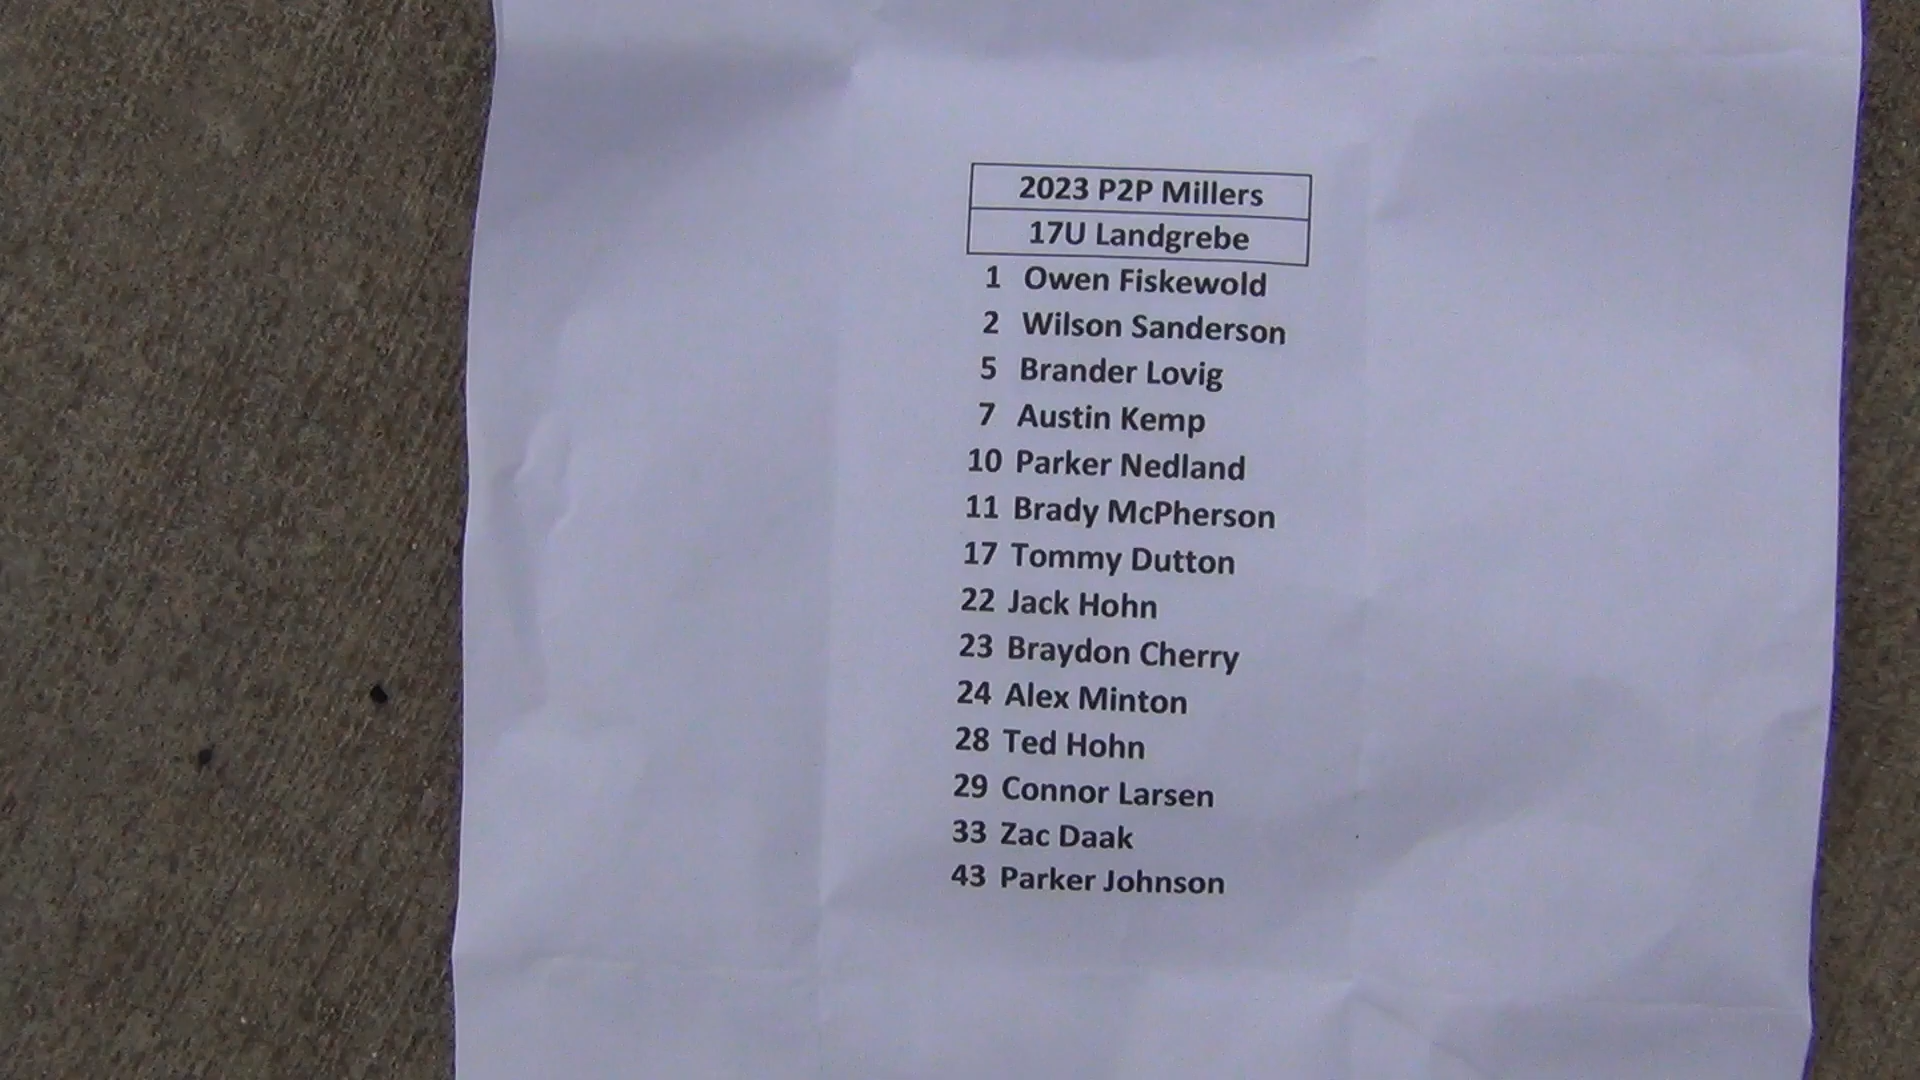 2023 P2P Millers
17U Landgrebe
1 Owen Fiskewold
2 Wilson Sanderson
5 Brander Lovig
7 Austin Kemp
10 Parker Nedland
11 Brady McPherson
17 Tommy Dutton
22 Jack Hohn
23 Braydon Cherry
24 Alex Minton
28 Ted Hohn
29 Connor Larsen
33 Zac Daak
43 Parker Johnson